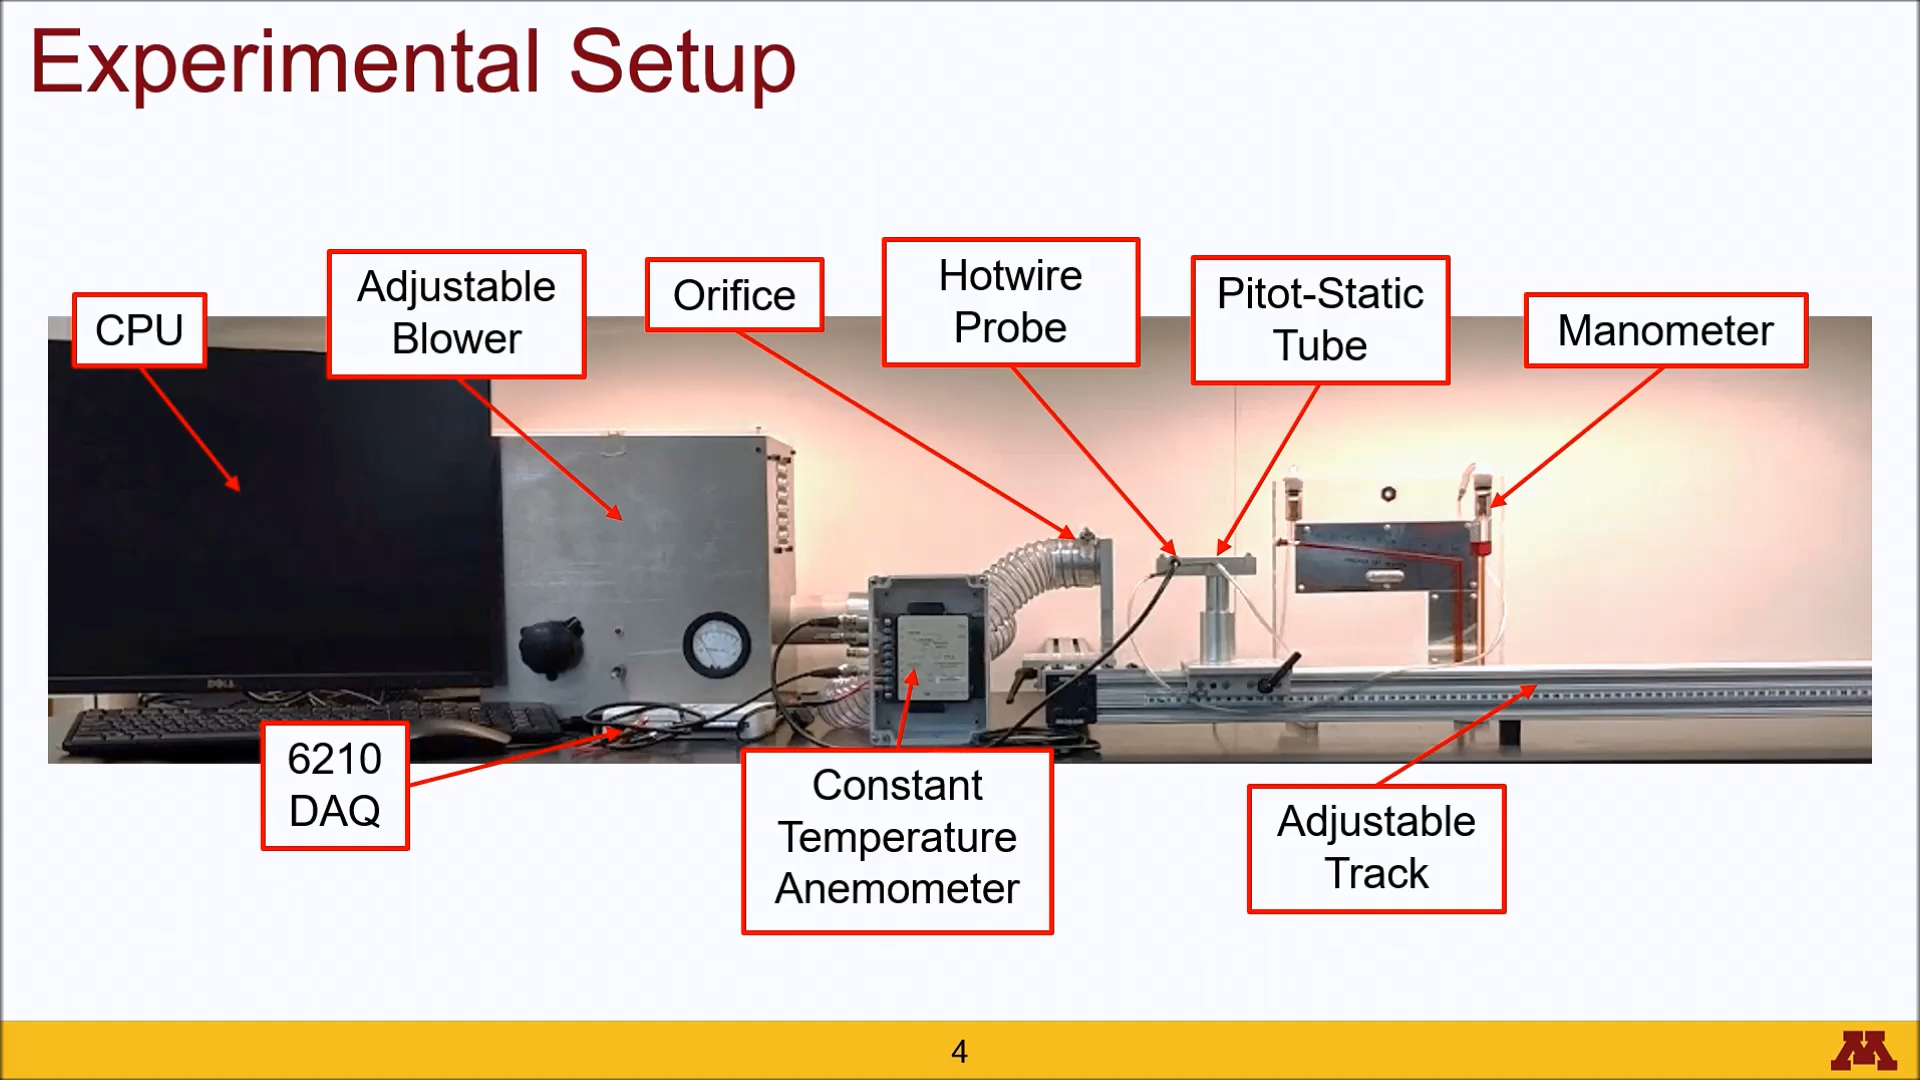 Experimental Setup
CPU
Adjustable
Blower
Orifice
Hotwire
Probe
Pitot-Static
Tube
Manometer
DELL
6210
DAQ
Constant
Temperature
Anemometer
Adjustable
Track
4
M